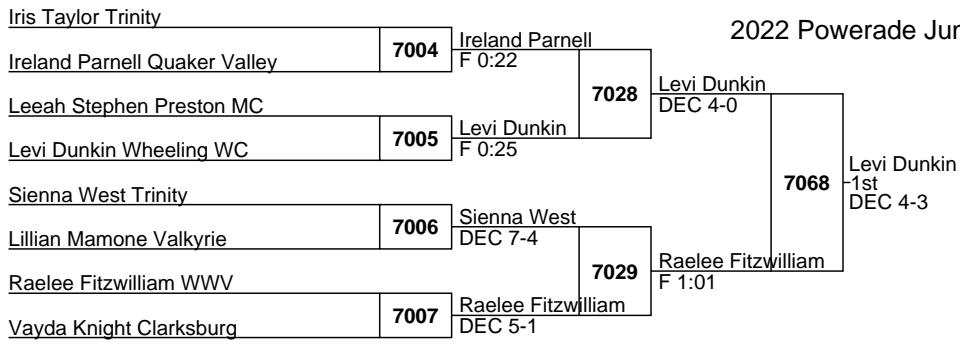 Iris Taylor Trinity
2022 Powerade Jun
7004
Ireland Parnell
F 0:22
Ireland Parnell Quaker Valley
7028
Levi Dunkin
DEC 4-0
Leeah Stephen Preston MC
7005
Levi Dunkin
F 0:25
Levi Dunkin Wheeling WC
7068
Levi Dunkin
1st
DEC 4-3
Sienna West Trinity
7006
Sienna West
DEC 7-4
Lillian Mamone Valkyrie
7029
Raelee Fitzwilliam
F 1:01
Raelee Fitzwilliam WWV
7007
Raelee Fitzwilliam
DEC 5-1
Vayda Knight Clarksburg